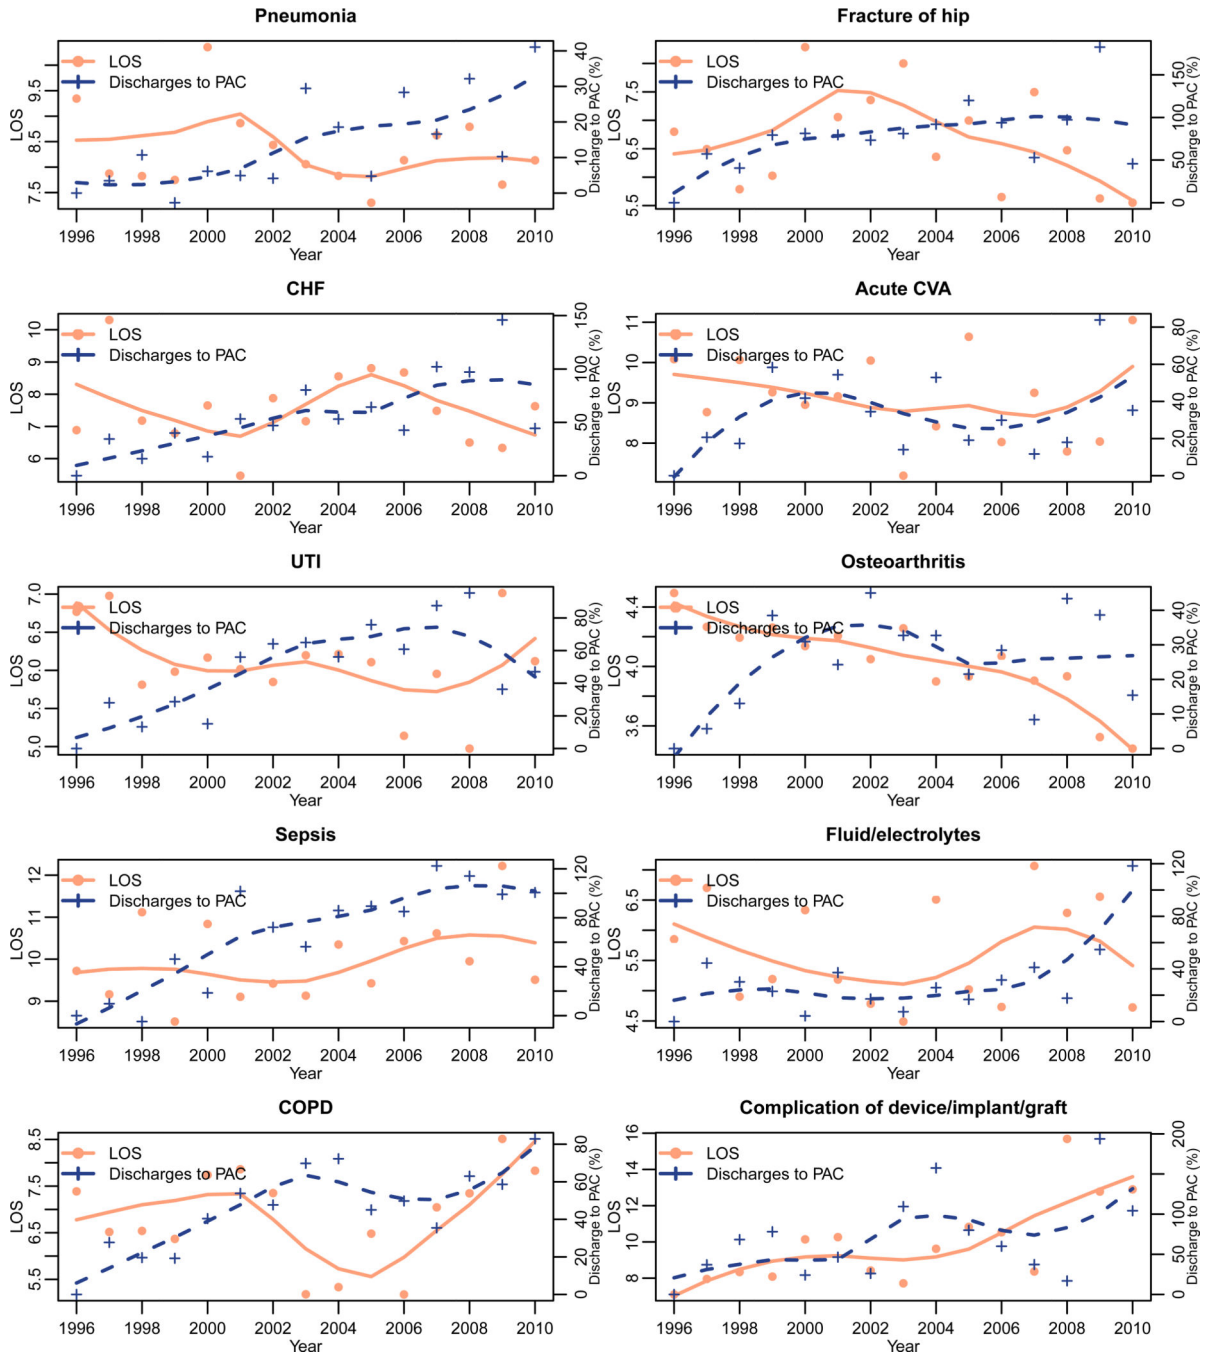 Pneumonia
LOS
Discharges to PAC
7.5 8.5 9.5
LOS
0 10 20 30 40
Discharge to PAC (%)
1996 1998 2000 2002 2004 2006 2008 2010
Year
Fracture of hip
LOS
Discharges to PAC
5.5 6.5 7.5
LOS
0 50 100 150
Discharge to PAC (%)
1996 1998 2000 2002 2004 2006 2008 2010
Year
CHF
LOS
Discharges to PAC
6 7 8 9 10
LOS
0 50 100 150
Discharge to PAC (%)
1996 1998 2000 2002 2004 2006 2008 2010
Year
Acute CVA
LOS
Discharges to PAC
8 9 10 11
LOS
0 20 40 60 80
Discharge to PAC (%)
1996 1998 2000 2002 2004 2006 2008 2010
Year
UTI
LOS
Discharges to PAC
5.0 5.5 6.0 6.5 7.0
LOS
0 20 40 60 80
Discharge to PAC (%)
1996 1998 2000 2002 2004 2006 2008 2010
Year
Osteoarthritis
LOS
Discharges to PAC
3.6 4.0 4.4
LOS
0 10 20 30 40
Discharge to PAC (%)
1996 1998 2000 2002 2004 2006 2008 2010
Year
Sepsis
LOS
Discharges to PAC
9 10 11 12
LOS
0 40 80 120
Discharge to PAC (%)
1996 1998 2000 2002 2004 2006 2008 2010
Year
Fluid/electrolytes
LOS
Discharges to PAC
4.5 5.5 6.5
LOS
0 20 40 60 80 120
Discharge to PAC (%)
1996 1998 2000 2002 2004 2006 2008 2010
Year
COPD
LOS
Discharges to PAC
5.5 6.5 7.5 8.5
LOS
0 20 40 60 80
Discharge to PAC (%)
1996 1998 2000 2002 2004 2006 2008 2010
Year
Complication of device/implant/graft
LOS
Discharges to PAC
8 10 12 14 16
LOS
0 50 100 150 200
Discharge to PAC (%)
1996 1998 2000 2002 2004 2006 2008 2010
Year